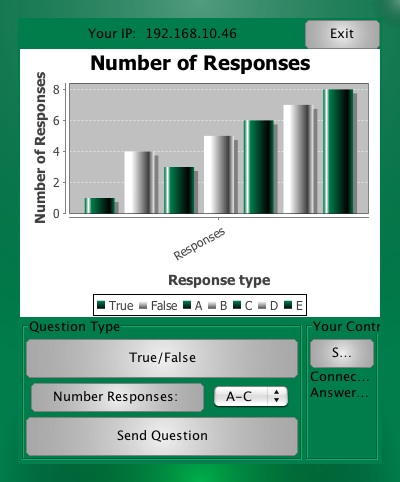 Your IP: 192.168.10.46
Exit
Number of Responses
Number of Responses
8
6
4
2
0
Responses
Response type
True False A B C D E
Question Type
Your Contr
True/False
S...
Number Responses:
A-C
Connec...
Answer...
Send Question